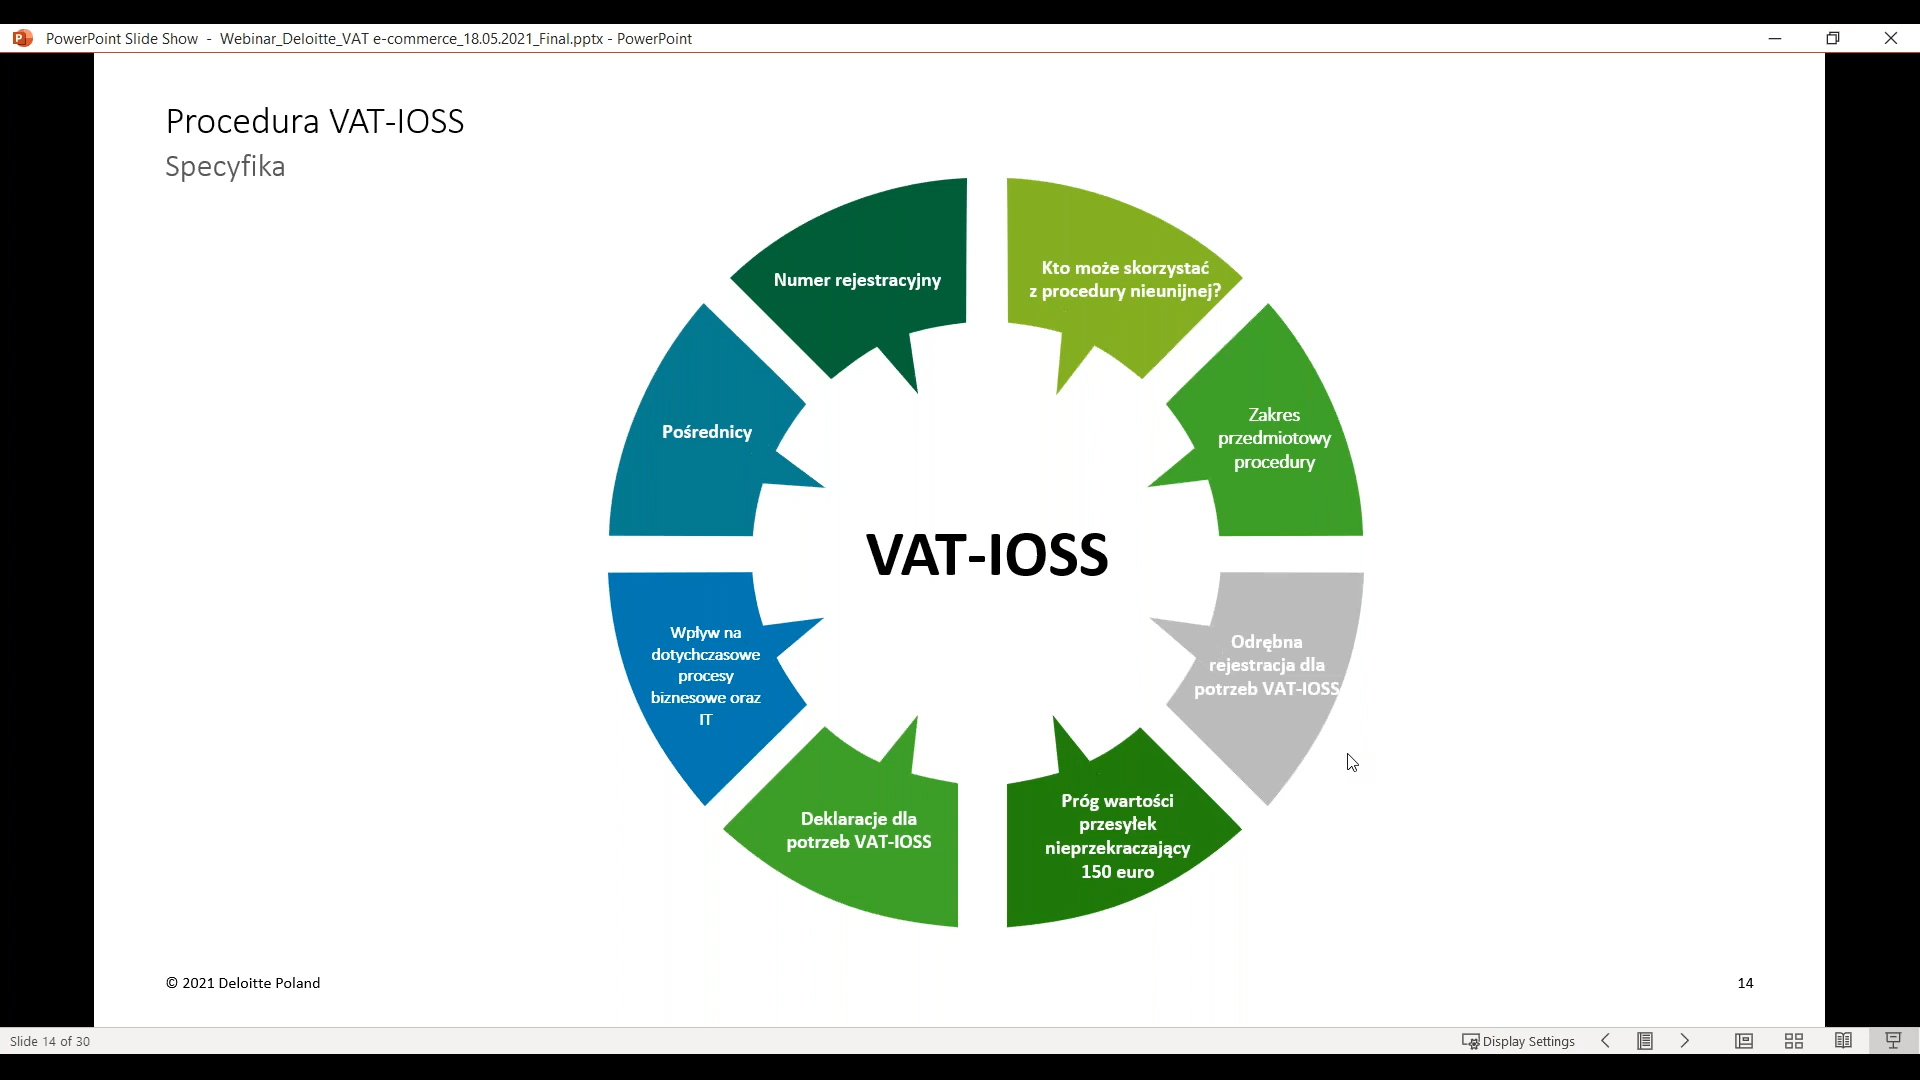 PowerPoint Slide Show - Webinar_Deloitte_VAT e-commerce_18.05.2021_Final.pptx - PowerPoint
Procedura VAT-IOSS
Specyfika
Numer rejestracyjny
Kto może skorzystać
z procedury nieunijnej?
Pośrednicy
Zakres
przedmiotowy
procedury
VAT-IOSS
Wpływ na
dotychczasowe
procesy
biznesowe oraz
IT
Odrębna
rejestracja dla
potrzeb VAT-IOSS
Deklaracje dla
potrzeb VAT-IOSS
Próg wartości
przesyłek
nieprzekraczający
150 euro
© 2021 Deloitte Poland
14
Slide 14 of 30
Display Settings